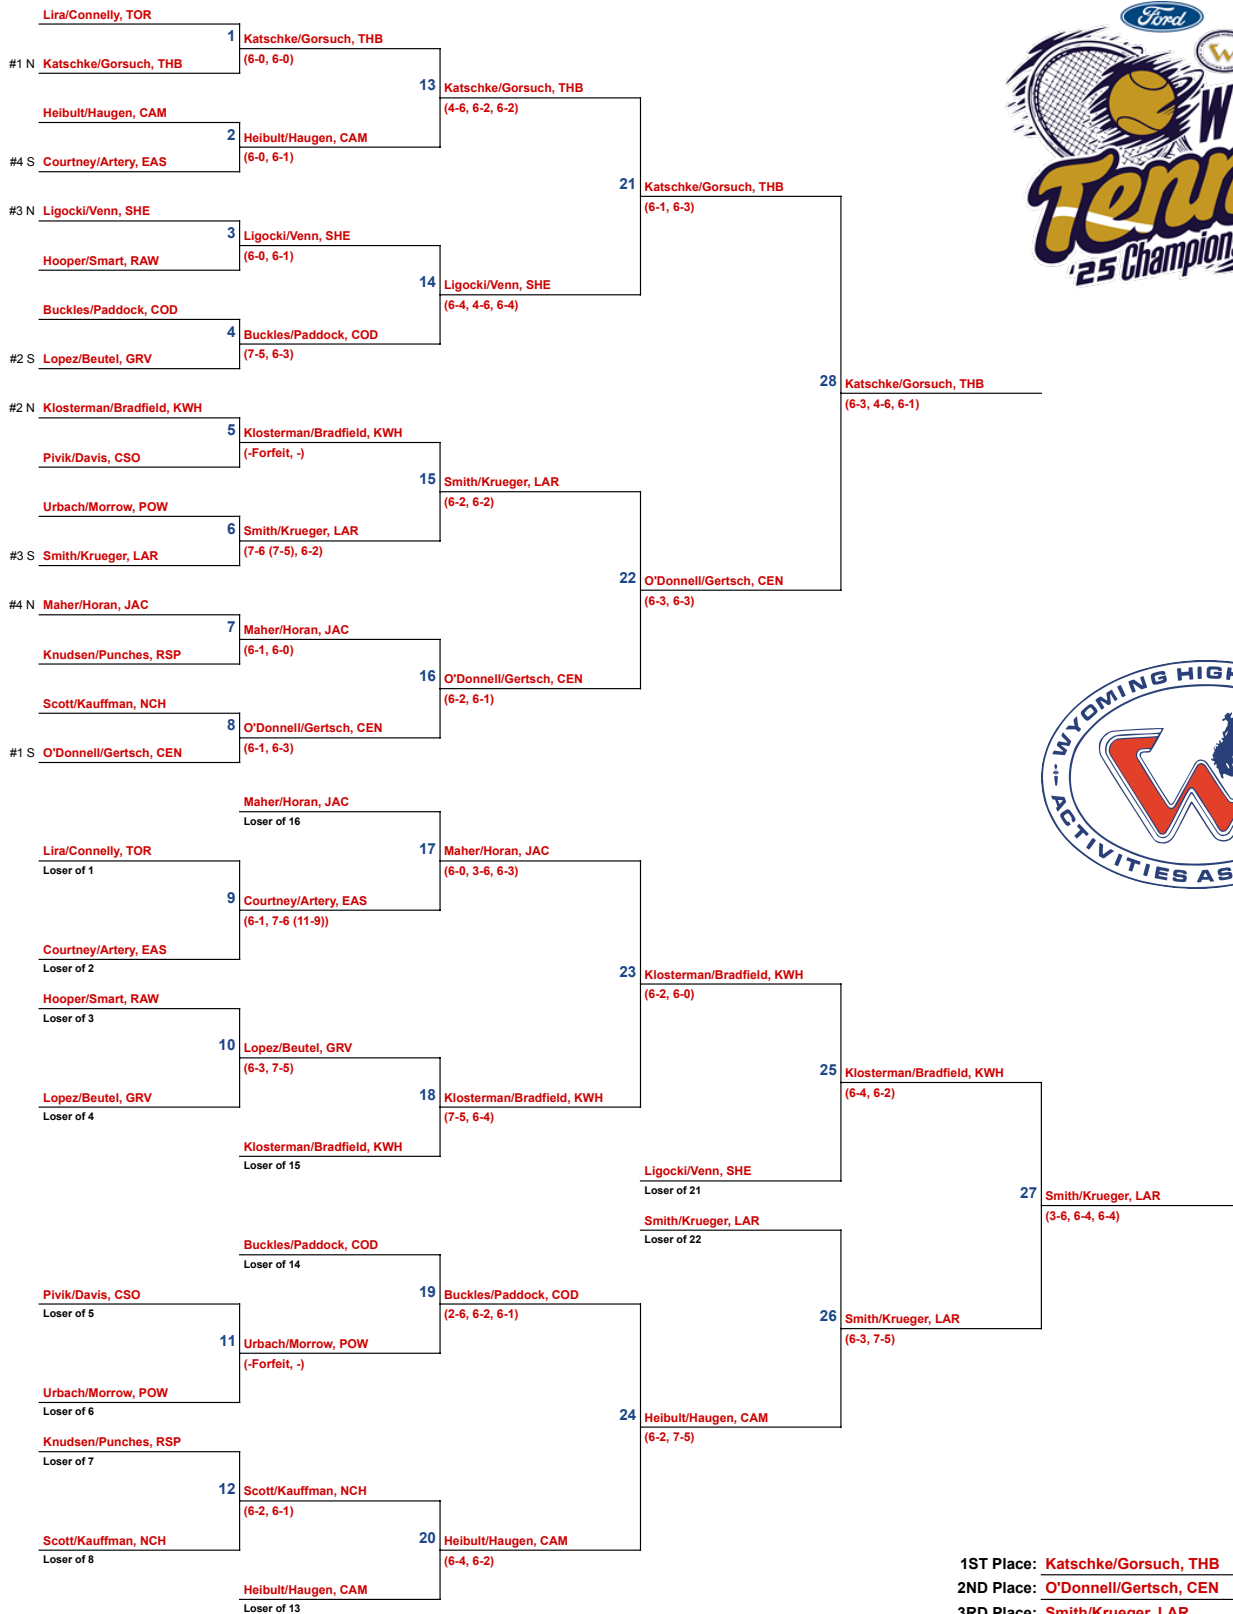 Lira/Connelly, TOR
1
Katschke/Gorsuch, THB
#1 N Katschke/Gorsuch, THB
(6-0, 6-0)
13
Katschke/Gorsuch, THB
(4-6, 6-2, 6-2)
Heibult/Haugen, CAM
2
Heibult/Haugen, CAM
#4 S Courtney/Artery, EAS
(6-0, 6-1)
21
Katschke/Gorsuch, THB
(6-1, 6-3)
#3 N Ligocki/Venn, SHE
3
Ligocki/Venn, SHE
Hooper/Smart, RAW
(6-0, 6-1)
14
Ligocki/Venn, SHE
(6-4, 4-6, 6-4)
Buckles/Paddock, COD
4
Buckles/Paddock, COD
#2 S Lopez/Beutel, GRV
(7-5, 6-3)
28
Katschke/Gorsuch, THB
(6-3, 4-6, 6-1)
#2 N Klosterman/Bradfield, KWH
5
Klosterman/Bradfield, KWH
Pivik/Davis, CSO
(-Forfeit, -)
15
Smith/Krueger, LAR
(6-2, 6-2)
Urbach/Morrow, POW
6
Smith/Krueger, LAR
#3 S Smith/Krueger, LAR
(7-6 (7-5), 6-2)
22
O'Donnell/Gertsch, CEN
(6-3, 6-3)
#4 N Maher/Horan, JAC
7
Maher/Horan, JAC
Knudsen/Punches, RSP
(6-1, 6-0)
16
O'Donnell/Gertsch, CEN
(6-2, 6-1)
Scott/Kauffman, NCH
8
O'Donnell/Gertsch, CEN
#1 S O'Donnell/Gertsch, CEN
(6-1, 6-3)
Maher/Horan, JAC
Loser of 16
17
Maher/Horan, JAC
(6-0, 3-6, 6-3)
Lira/Connelly, TOR
Loser of 1
9
Courtney/Artery, EAS
(6-1, 7-6 (11-9))
Courtney/Artery, EAS
Loser of 2
23
Klosterman/Bradfield, KWH
(6-2, 6-0)
Hooper/Smart, RAW
Loser of 3
10
Lopez/Beutel, GRV
(6-3, 7-5)
Lopez/Beutel, GRV
Loser of 4
18
Klosterman/Bradfield, KWH
(7-5, 6-4)
Klosterman/Bradfield, KWH
Loser of 15
25
Klosterman/Bradfield, KWH
(6-4, 6-2)
Ligocki/Venn, SHE
Loser of 21
27
Smith/Krueger, LAR
(3-6, 6-4, 6-4)
Smith/Krueger, LAR
Loser of 22
Buckles/Paddock, COD
Loser of 14
19
Buckles/Paddock, COD
(2-6, 6-2, 6-1)
Pivik/Davis, CSO
Loser of 5
11
Urbach/Morrow, POW
(-Forfeit, -)
Urbach/Morrow, POW
Loser of 6
26
Smith/Krueger, LAR
(6-3, 7-5)
24
Heibult/Haugen, CAM
(6-2, 7-5)
Knudsen/Punches, RSP
Loser of 7
12
Scott/Kauffman, NCH
(6-2, 6-1)
Scott/Kauffman, NCH
Loser of 8
20
Heibult/Haugen, CAM
(6-4, 6-2)
Heibult/Haugen, CAM
Loser of 13
Ford
W
Tenn
'25 Champion
WYOMING HIGH
ACTIVITIES AS
1ST Place: Katschke/Gorsuch, THB
2ND Place: O'Donnell/Gertsch, CEN
3RD Place: Smith/Krueger, LAR